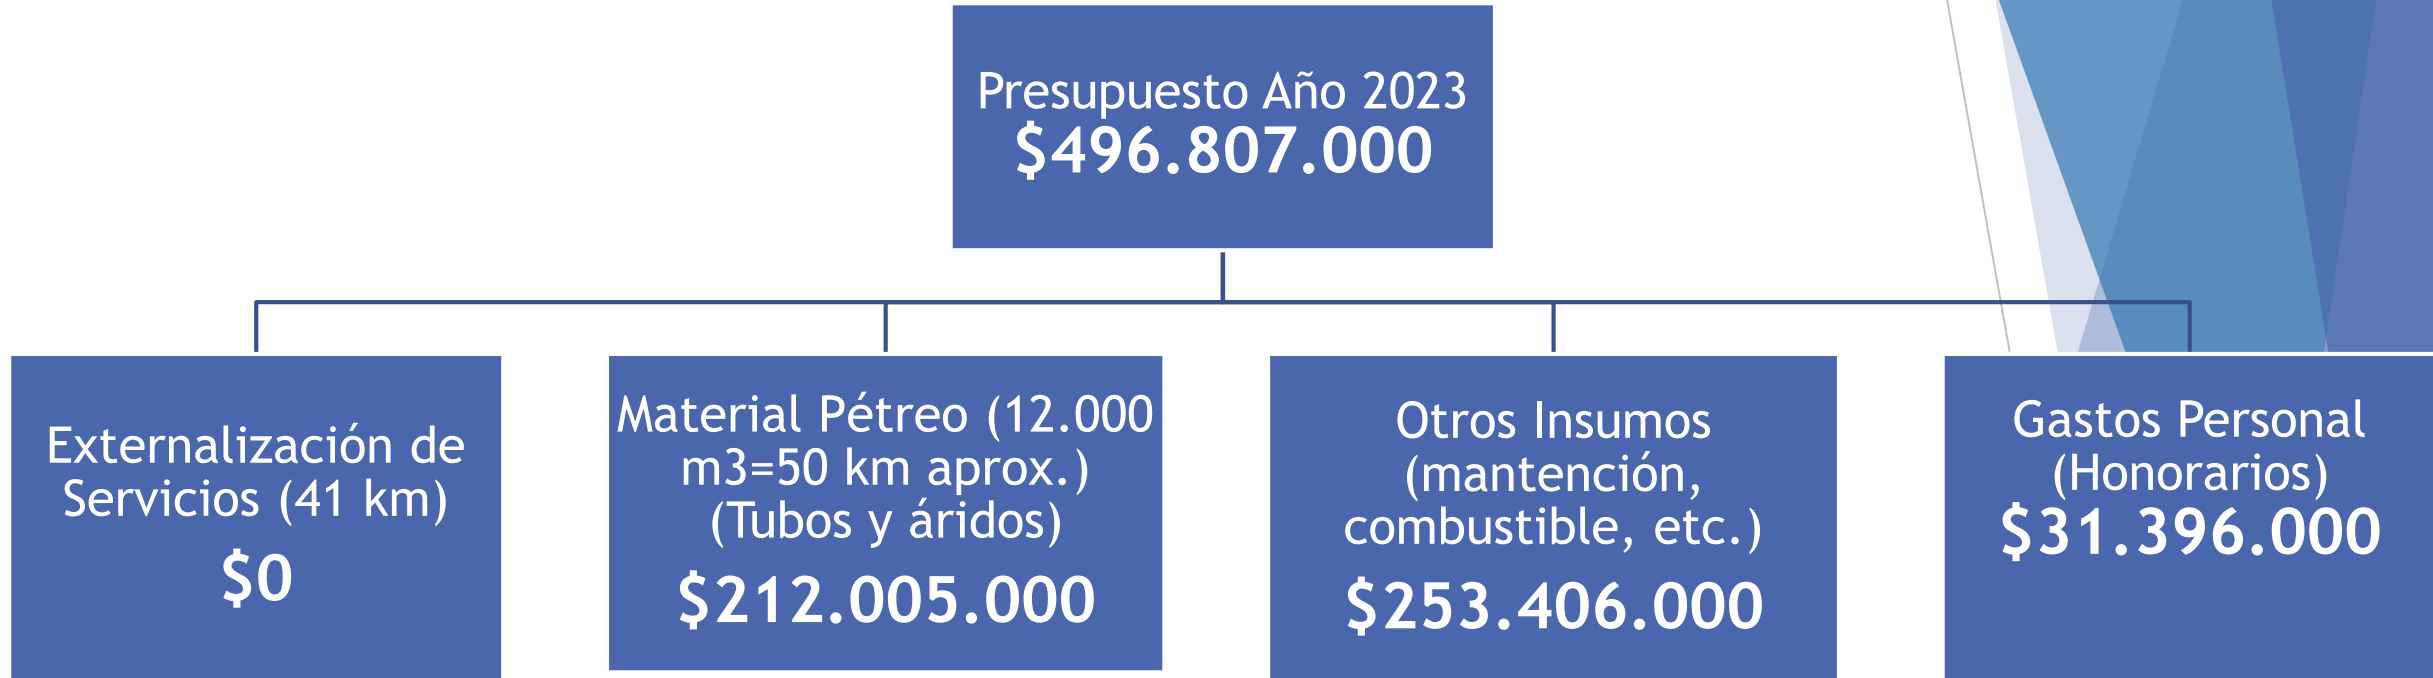 Presupuesto Año 2023
$496.807.000
Externalización de
Servicios (41 km)
$0
Material Pétreo (12.000
m3=50 km aprox.)
(Tubos y áridos)
$212.005.000
Otros Insumos
(mantención,
combustible, etc.)
$253.406.000
Gastos Personal
(Honorarios)
$31.396.000